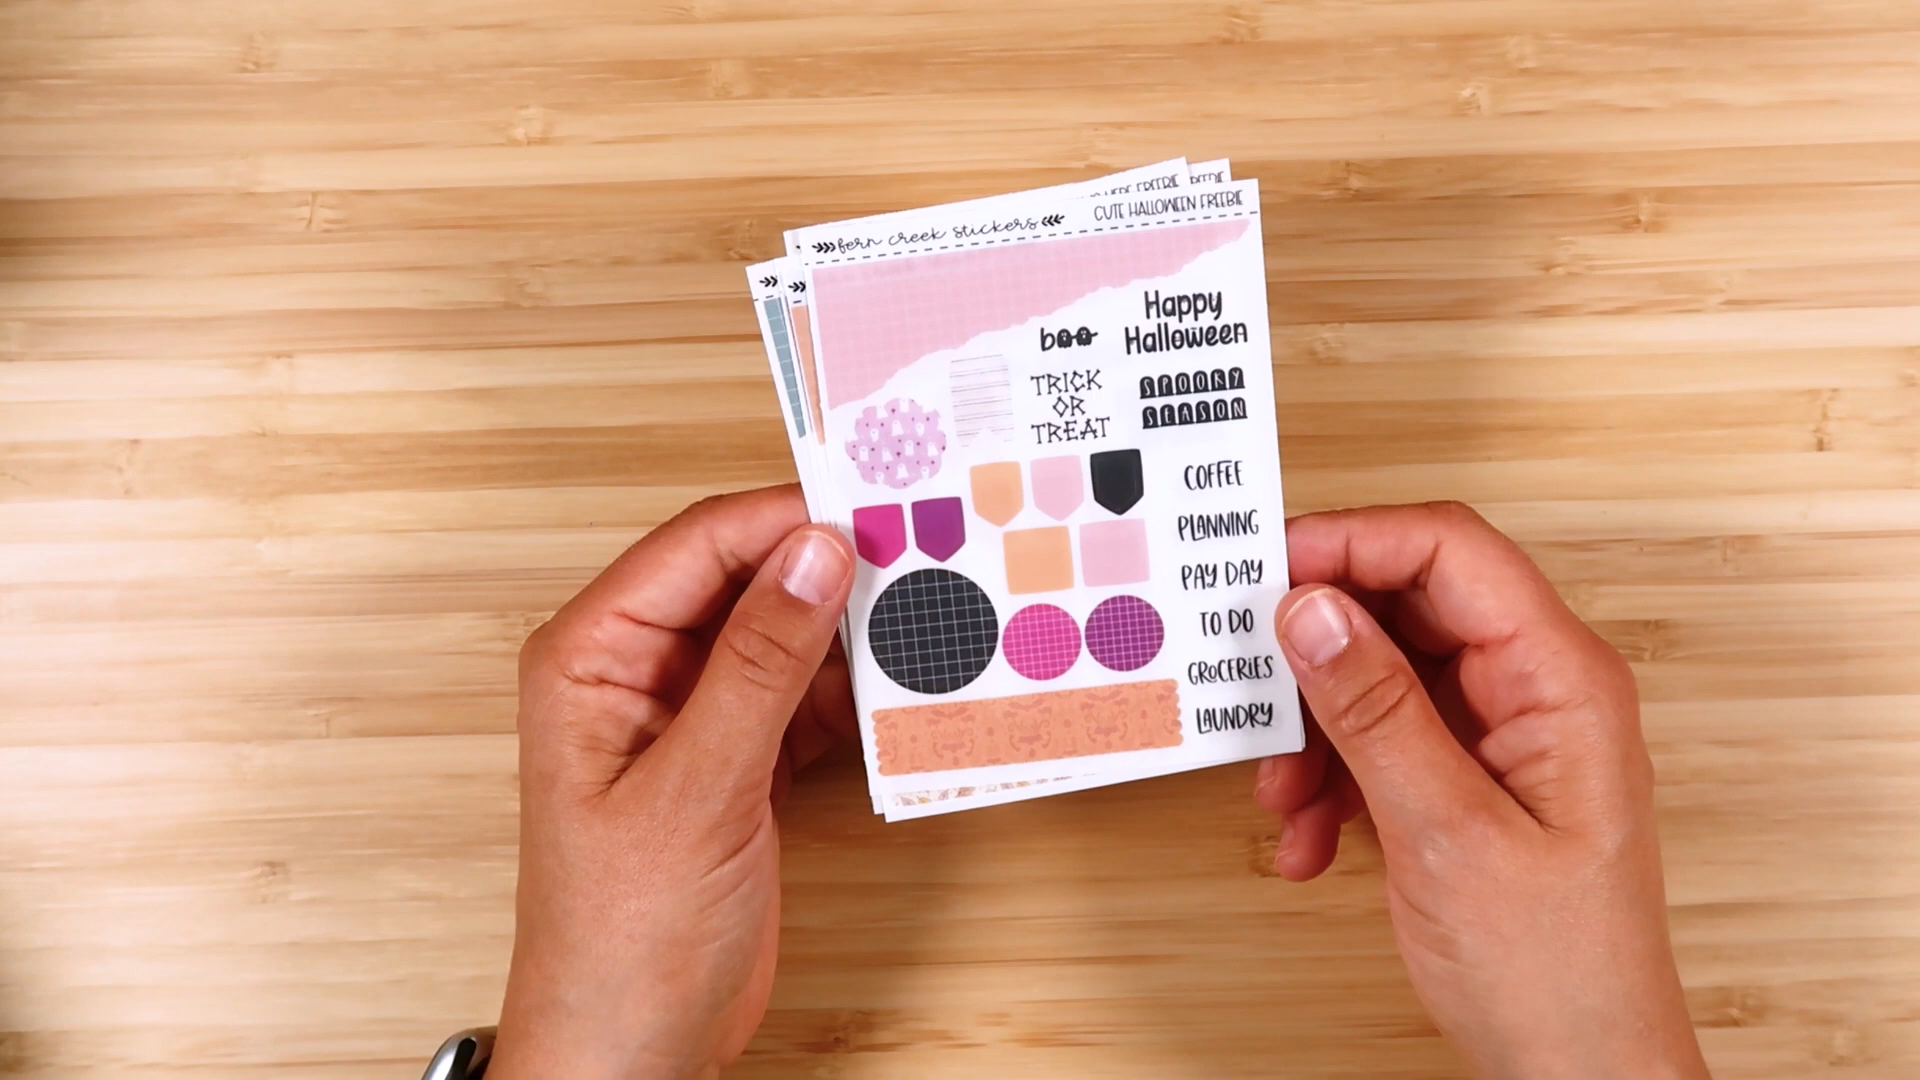 FREEBIE
fern creek stickers
CUTE HALLOWEEN FREEBIE
Happy
Halloween
boo
TRICK
OR
TREAT
SPOOKY
SEASON
COFFEE
PLANNING
PAY DAY
TO DO
GROCERIES
LAUNDRY